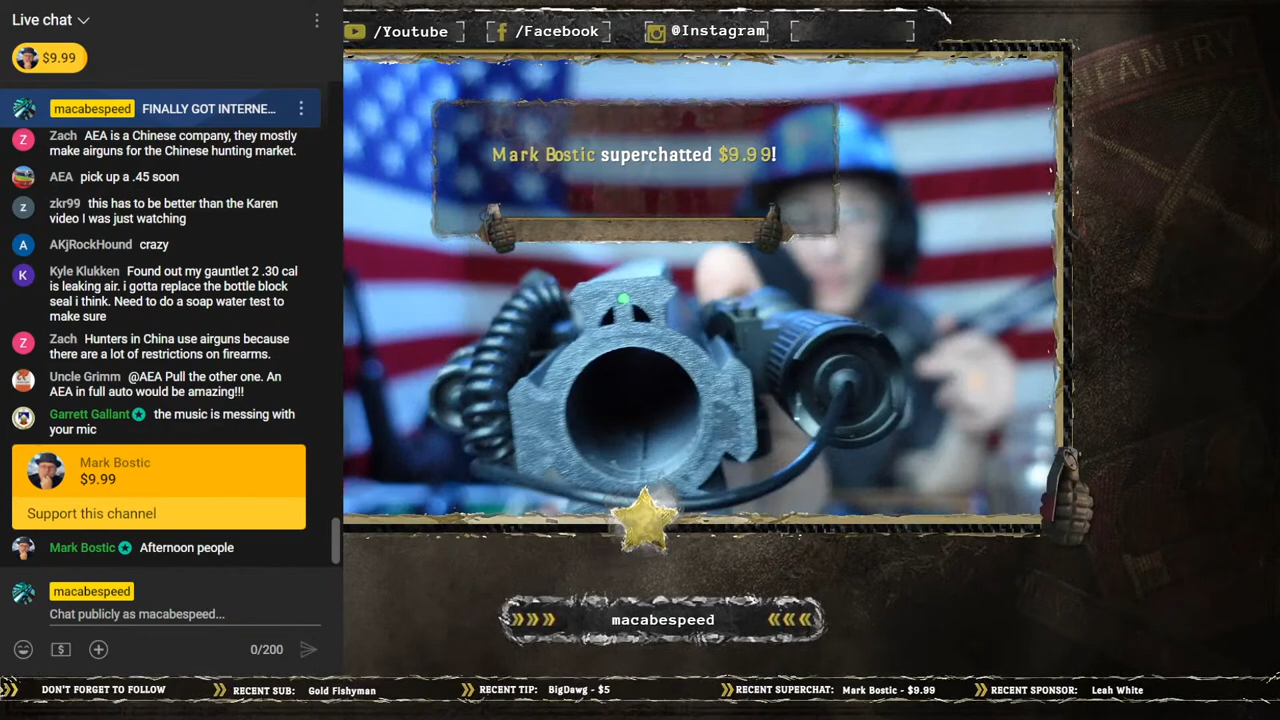 Live chat
$9.99
macabespeed FINALLY GOT INTERNE...
Zach AEA is a Chinese company, they mostly
make airguns for the Chinese hunting market.
AEA pick up a .45 soon
zkr99 this has to be better than the Karen
video I was just watching
AKjRockHound crazy
Kyle Klukken Found out my gauntlet 2 .30 cal
is leaking air. i gotta replace the bottle block
seal i think. Need to do a soap water test to
make sure
Zach Hunters in China use airguns because
there are a lot of restrictions on firearms.
Uncle Grimm @AEA Pull the other one. An
AEA in full auto would be amazing!!!
Garrett Gallant the music is messing with
your mic
Mark Bostic
$9.99
Support this channel
Mark Bostic Afternoon people
macabespeed
Chat publicly as macabespeed...
0/200
/Youtube
/Facebook
@Instagram
Mark Bostic superchatted $9.99!
INFANTRY
macabespeed
DON'T FORGET TO FOLLOW
RECENT SUB: Gold Fishyman
RECENT TIP: BigDawg - $5
RECENT SUPERCHAT: Mark Bostic - $9.99
RECENT SPONSOR: Leah White